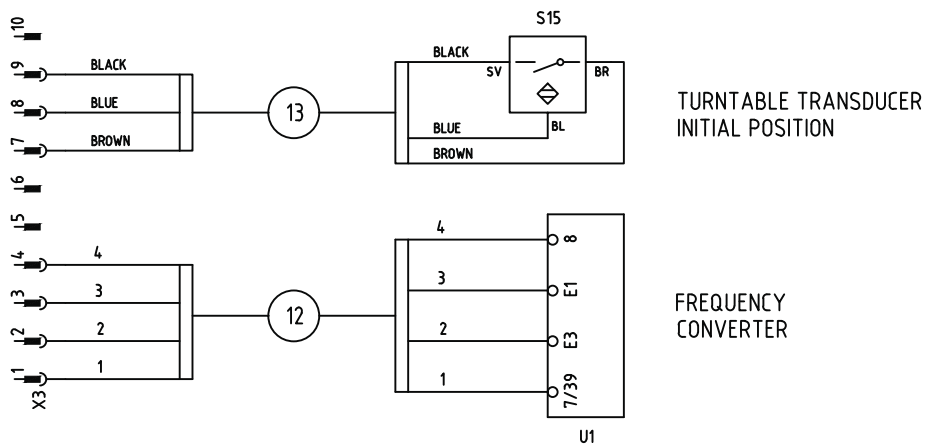 S15
10
9
BLACK
BLACK
SV
BR
8
BLUE
13
BLUE
BL
7
BROWN
BROWN
TURNTABLE TRANSDUCER
INITIAL POSITION
6
5
4
4
4
8
3
3
3
E1
12
2
2
2
E3
1
1
1
7/39
X3
FREQUENCY
CONVERTER
U1